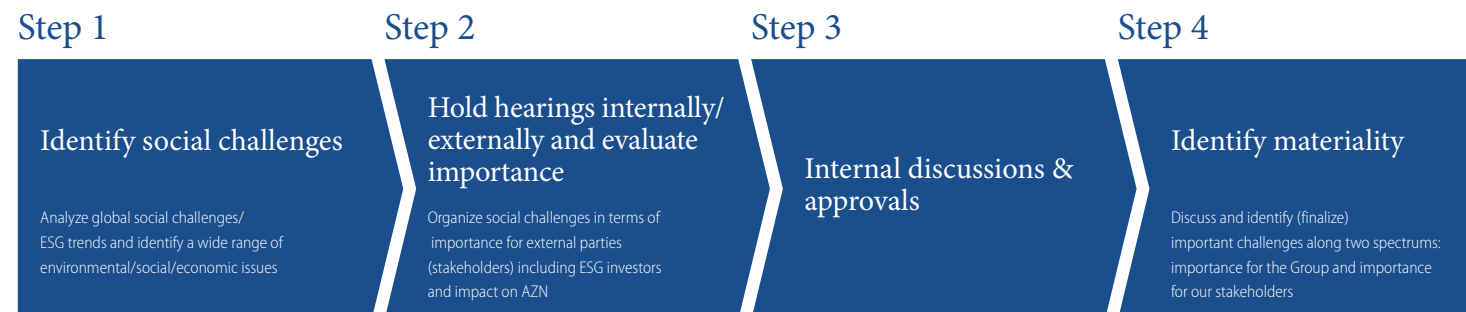 Step 1
Identify social challenges
Analyze global social challenges/
ESG trends and identify a wide range of
environmental/social/economic issues
Step 2
Hold hearings internally/
externally and evaluate
importance
Organize social challenges in terms of
importance for external parties
(stakeholders) including ESG investors
and impact on AZN
Step 3
Internal discussions &
approvals
Step 4
Identify materiality
Discuss and identify (finalize)
important challenges along two spectrums:
importance for the Group and importance
for our stakeholders